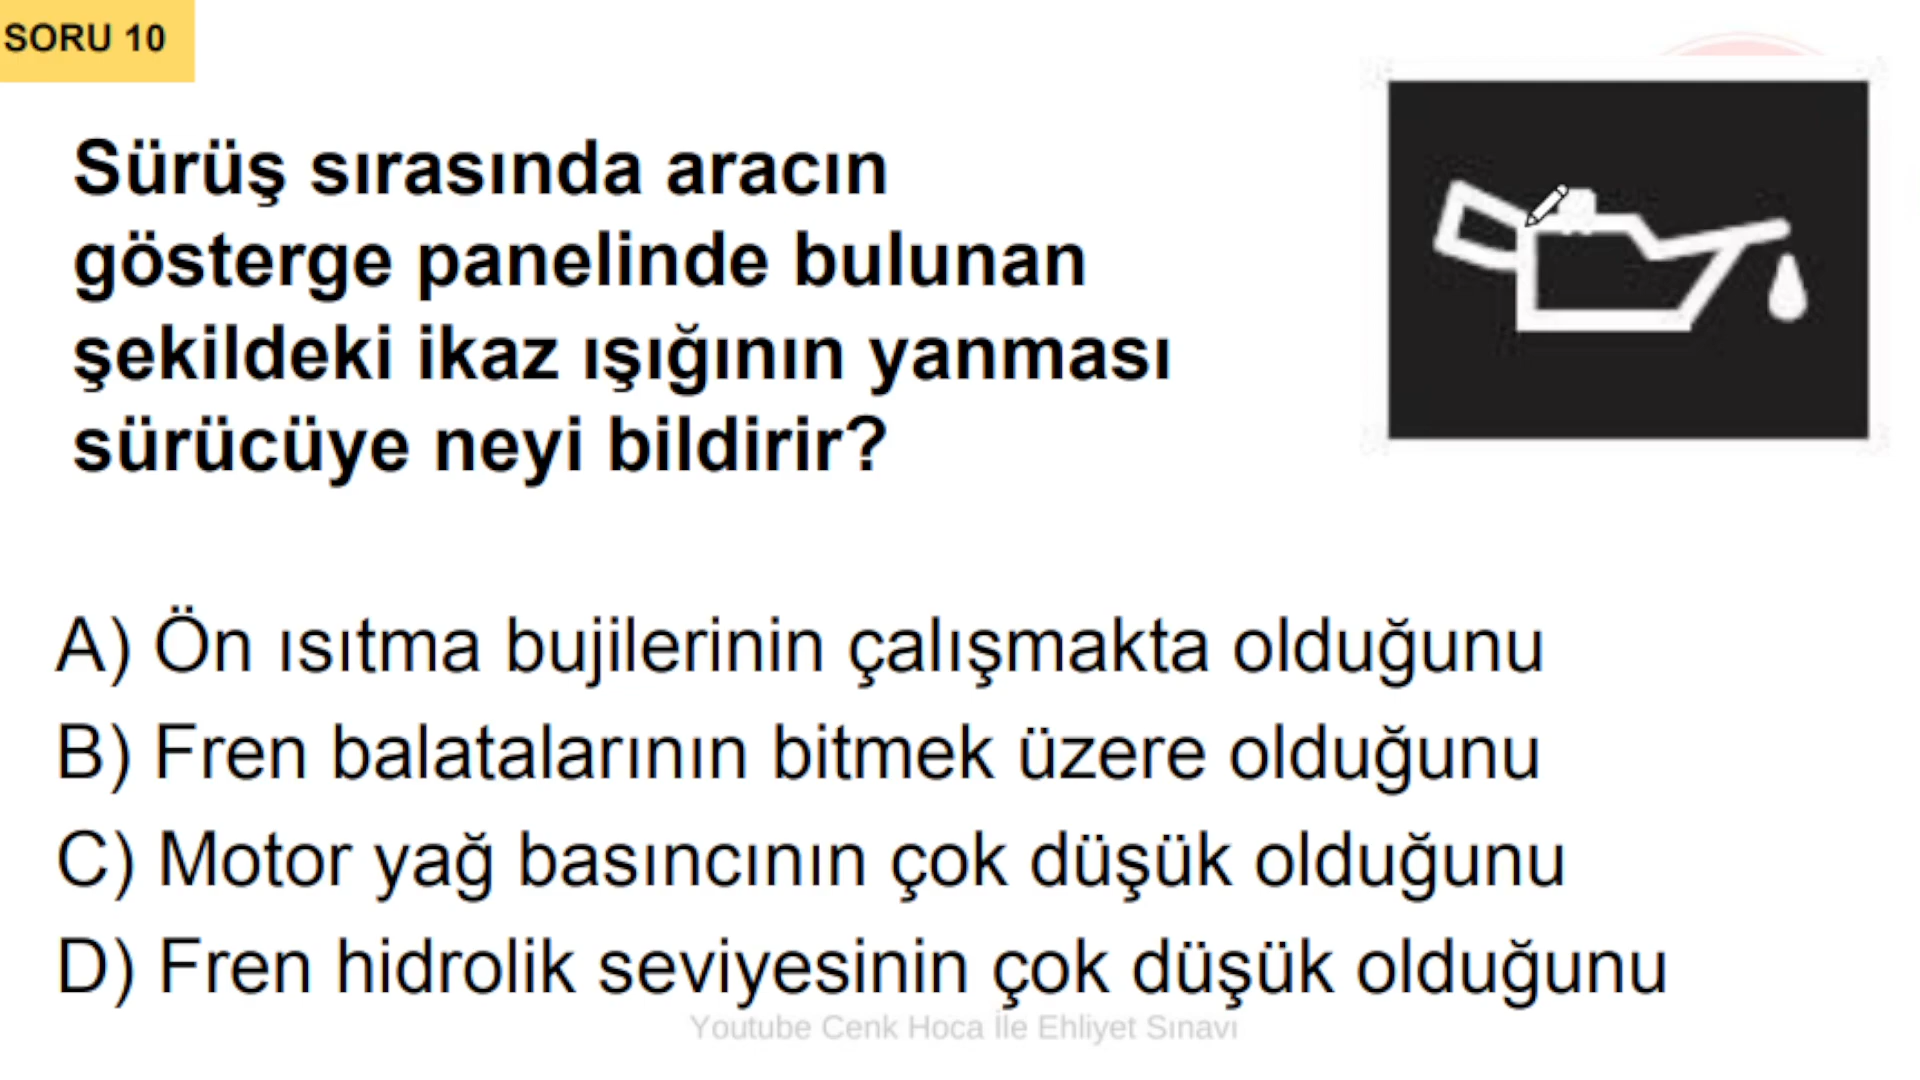 SORU 10
Sürüş sırasında aracın
gösterge panelinde bulunan
şekildeki ikaz ışığının yanması
sürücüye neyi bildirir?
A) Ön ısıtma bujilerinin çalışmakta olduğunu
B) Fren balatalarının bitmek üzere olduğunu
C) Motor yağ basıncının çok düşük olduğunu
D) Fren hidrolik seviyesinin çok düşük olduğunu
Youtube Cenk Hoca İle Ehliyet Sınavı